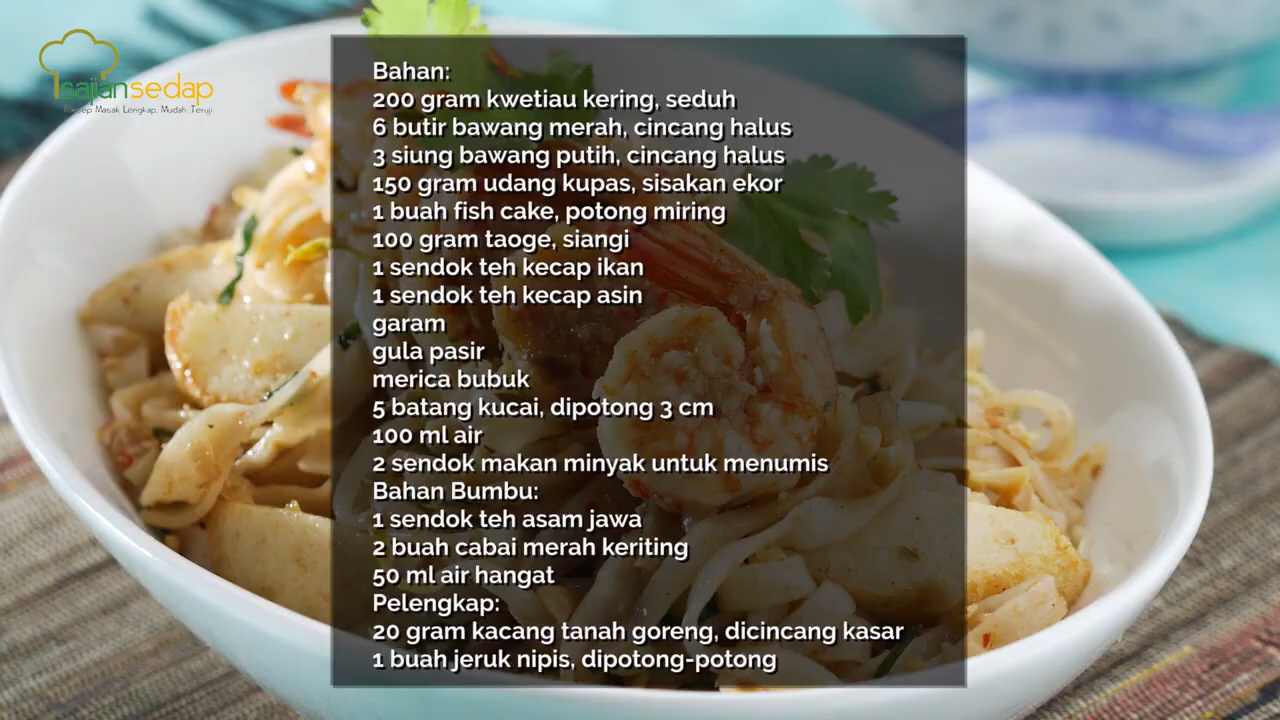 sajiansedap
Resep Masak Lengkap, Mudah ,Teruji
Bahan:
200 gram kwetiau kering, seduh
6 butir bawang merah, cincang halus
3 siung bawang putih, cincang halus
150 gram udang kupas, sisakan ekor
1 buah fish cake, potong miring
100 gram taoge, siangi
1 sendok teh kecap ikan
1 sendok teh kecap asin
garam
gula pasir
merica bubuk
5 batang kucai, dipotong 3 cm
100 ml air
2 sendok makan minyak untuk menumis
Bahan Bumbu:
1 sendok teh asam jawa
2 buah cabai merah keriting
50 ml air hangat
Pelengkap:
20 gram kacang tanah goreng, dicincang kasar
1 buah jeruk nipis, dipotong-potong